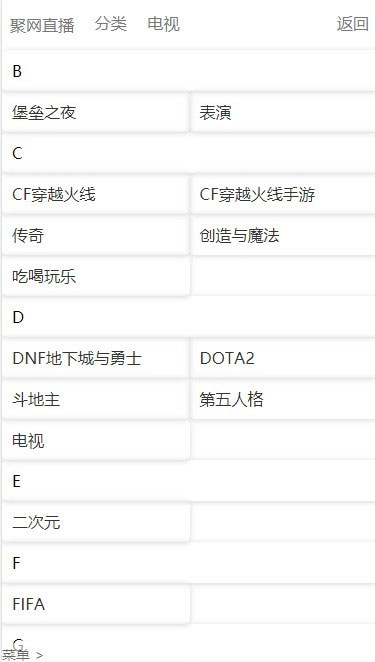 聚网直播 分类 电视 返回
B
堡垒之夜 表演
C
CF穿越火线 CF穿越火线手游
传奇 创造与魔法
吃喝玩乐
D
DNF地下城与勇士 DOTA2
斗地主 第五人格
电视
E
二次元
F
FIFA
G
菜单 >